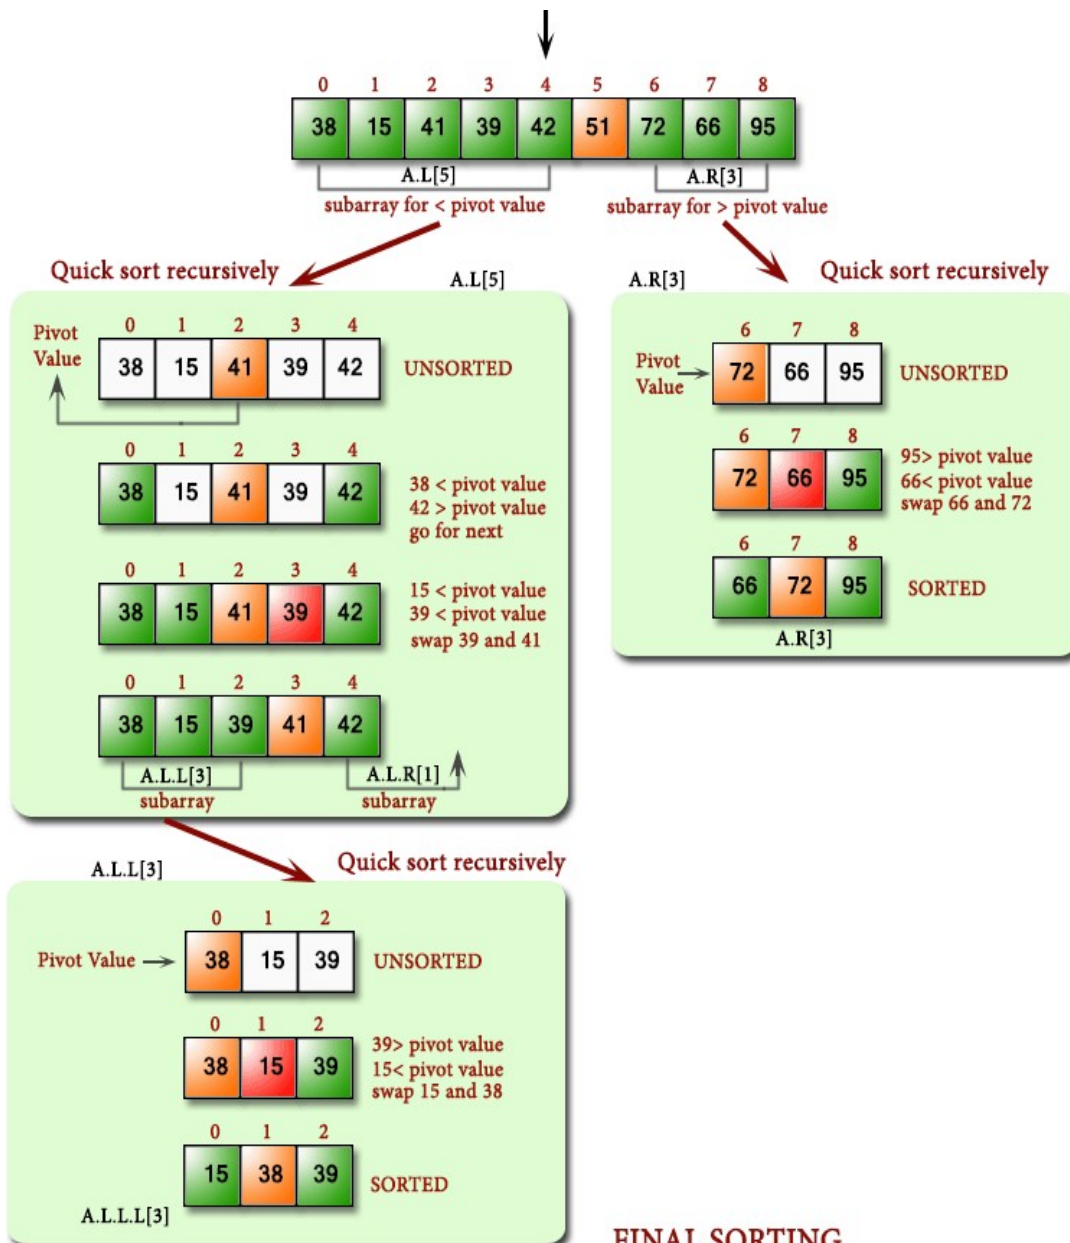 0 1 2 3 4 5 6 7 8
38 15 41 39 42 51 72 66 95
A.L[5] A.R[3]
subarray for < pivot value subarray for > pivot value
Quick sort recursively
A.L[5]
Pivot
Value
0 1 2 3 4
38 15 41 39 42 UNSORTED
0 1 2 3 4
38 15 41 39 42
38 < pivot value
42 > pivot value
go for next
0 1 2 3 4
38 15 41 39 42
15 < pivot value
39 < pivot value
swap 39 and 41
0 1 2 3 4
38 15 39 41 42
A.L.L[3] A.L.R[1]
subarray subarray
Quick sort recursively
A.R[3]
6 7 8
Pivot
Value
72 66 95 UNSORTED
6 7 8
72 66 95
95> pivot value
66< pivot value
swap 66 and 72
6 7 8
66 72 95 SORTED
A.R[3]
Quick sort recursively
A.L.L[3]
0 1 2
Pivot Value 38 15 39 UNSORTED
0 1 2
38 15 39
39> pivot value
15< pivot value
swap 15 and 38
0 1 2
15 38 39 SORTED
A.L.L.L[3]
FINAL SORTING